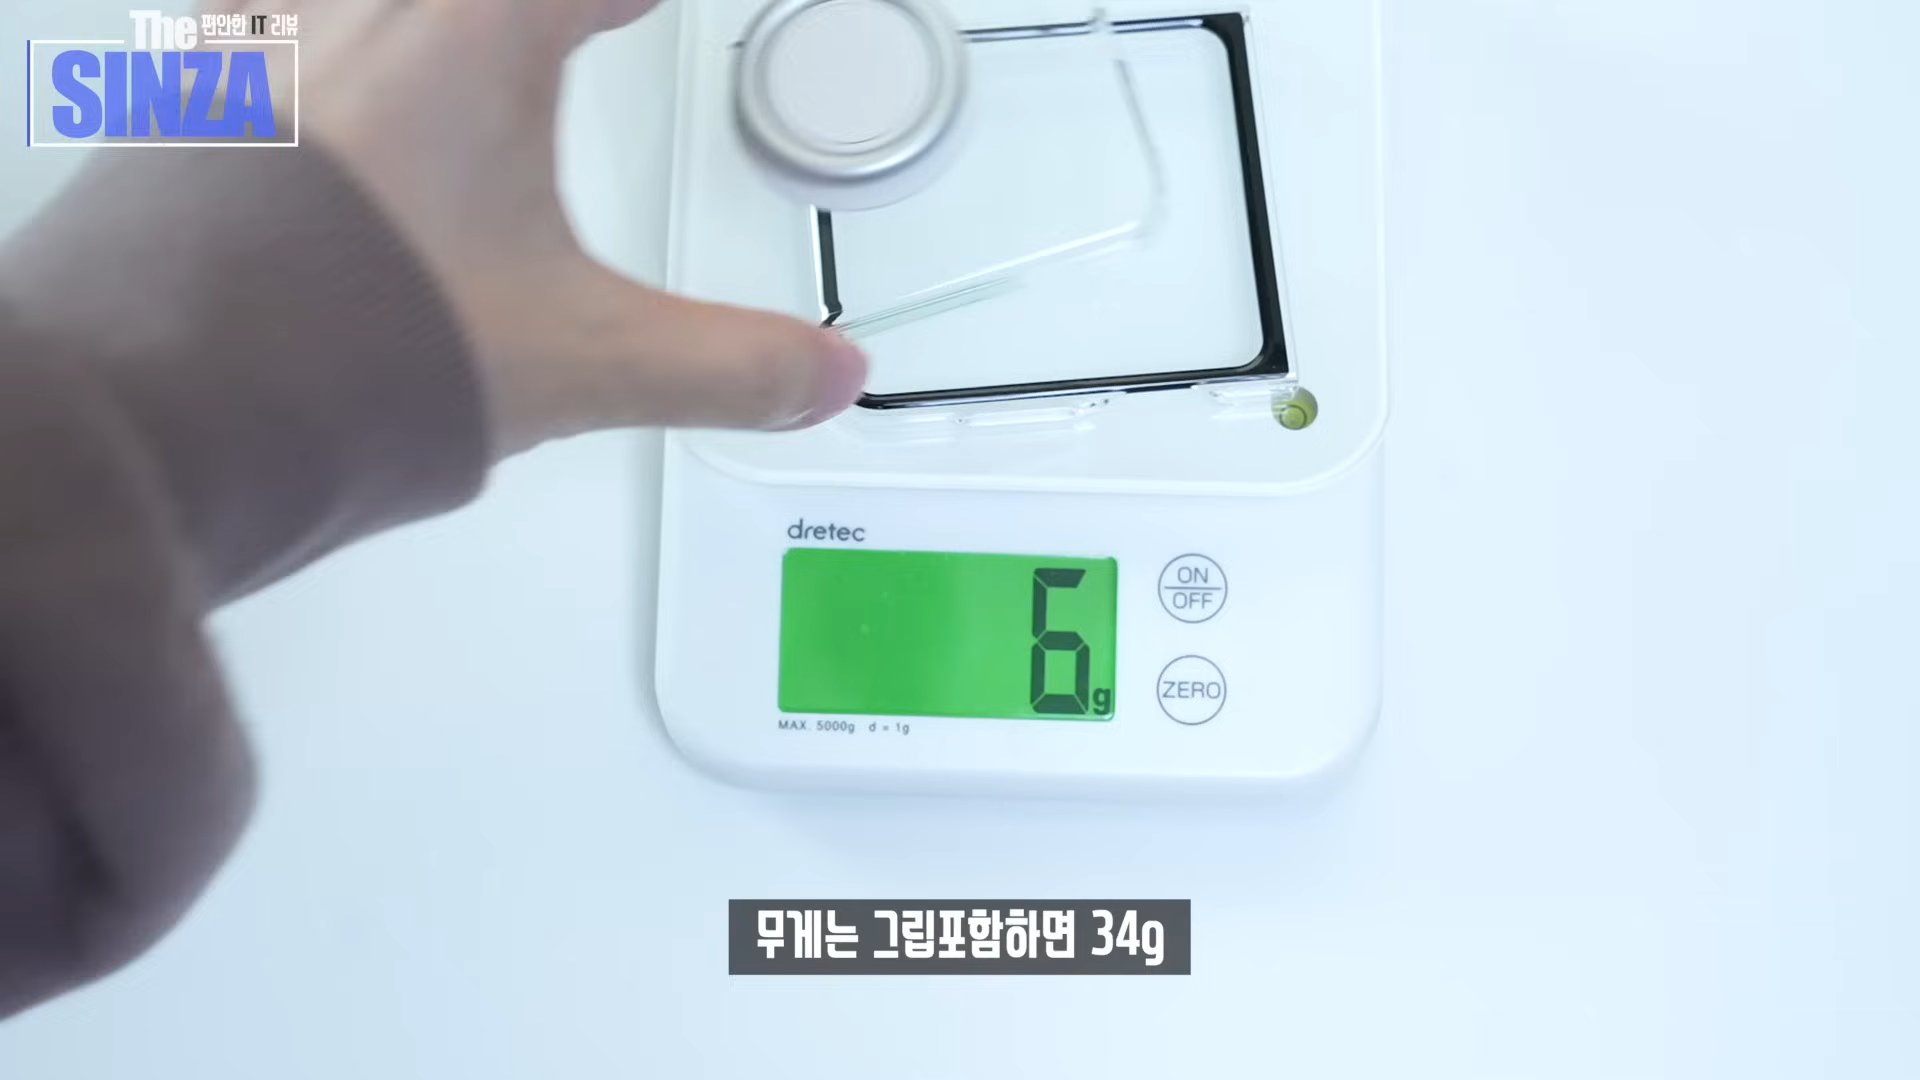 The 편안한 IT 리뷰
SINZA
dretec
6g
ON
OFF
ZERO
MAX. 5000g d = 1g
무게는 그립포함하면 34g